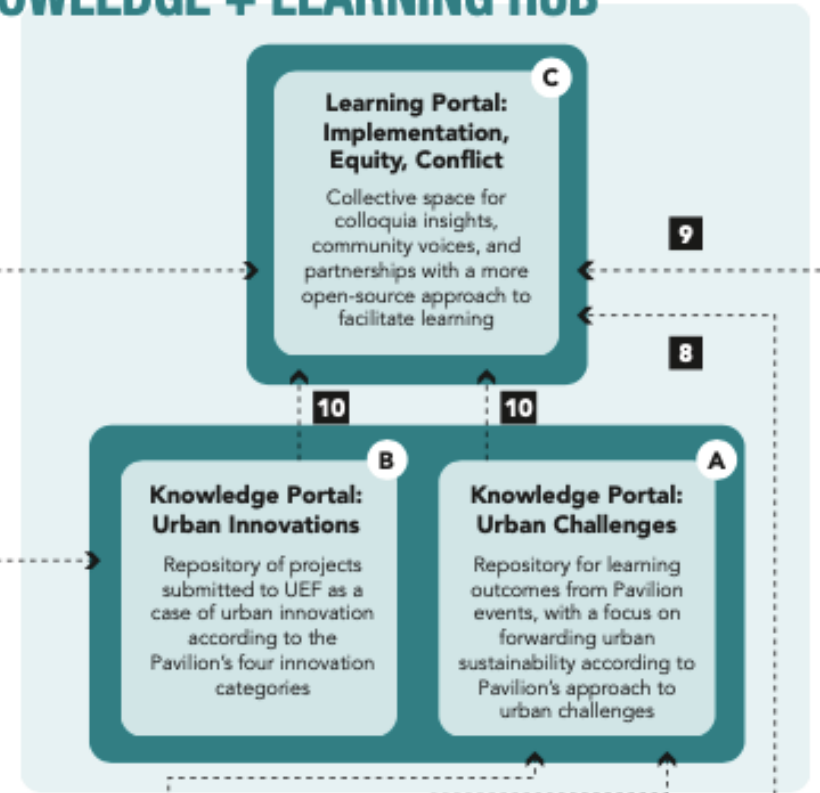 KNOWLEDGE + LEARNING HUB
C
Learning Portal:
Implementation,
Equity, Conflict
Collective space for
colloquia insights,
community voices, and
partnerships with a more
open-source approach to
facilitate learning
9
8
10
10
B
Knowledge Portal:
Urban Innovations
Repository of projects
submitted to UEF as a
case of urban innovation
according to the
Pavilion's four innovation
categories
A
Knowledge Portal:
Urban Challenges
Repository for learning
outcomes from Pavilion
events, with a focus on
forwarding urban
sustainability according to
Pavilion's approach to
urban challenges